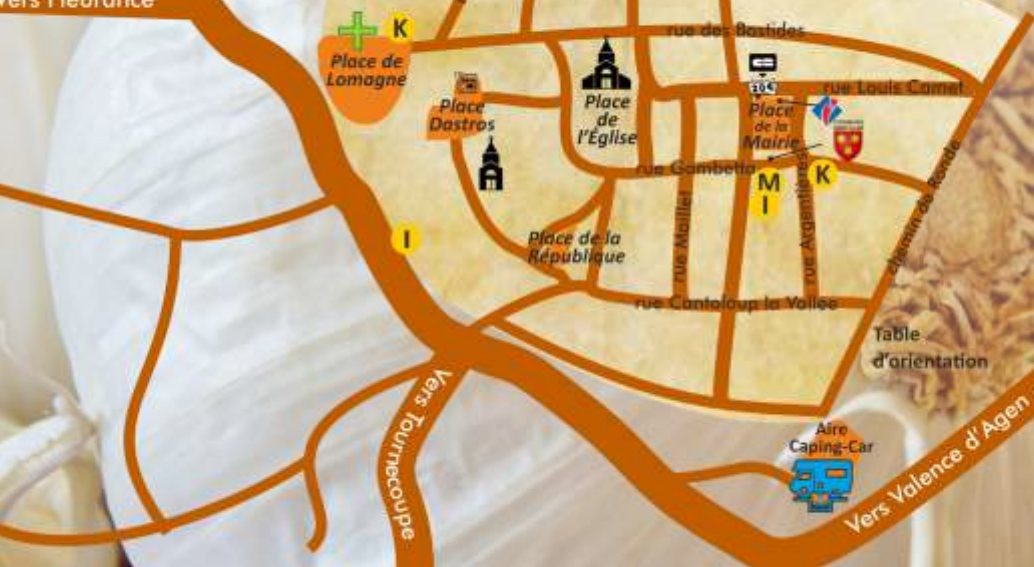 Vers Fleurance
K
rue des Bastides
Place de
Lomagne
rue Louis Camet
Place
Dastros
Place
de
l'Église
Place
de la
Mairie
rue Gambetta
M
K
I
chemin de Ronde
I
Place de la
République
rue Maillet
rue Argentières
rue Cantoloup la Vallée
Table
d'orientation
Vers Tournecoupe
Aire
Caping-Car
Vers Valence d'Agen